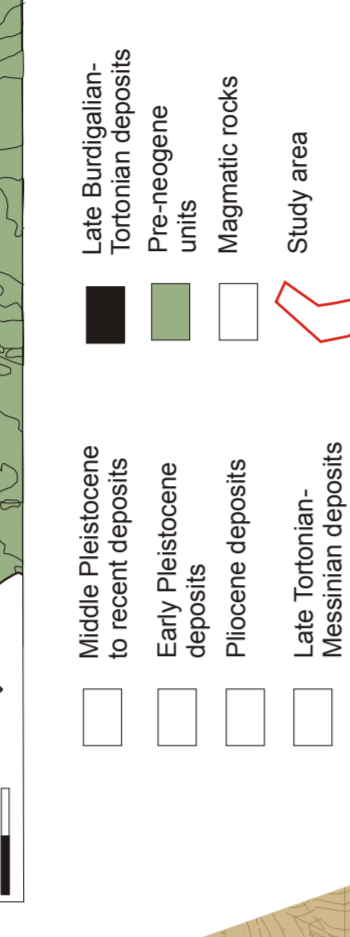 Middle Pleistocene
to recent deposits
Early Pleistocene
deposits
Pliocene deposits
Late Tortonian-
Messinian deposits
Late Burdigalian-
Tortonian deposits
Pre-neogene
units
Magmatic rocks
Study area